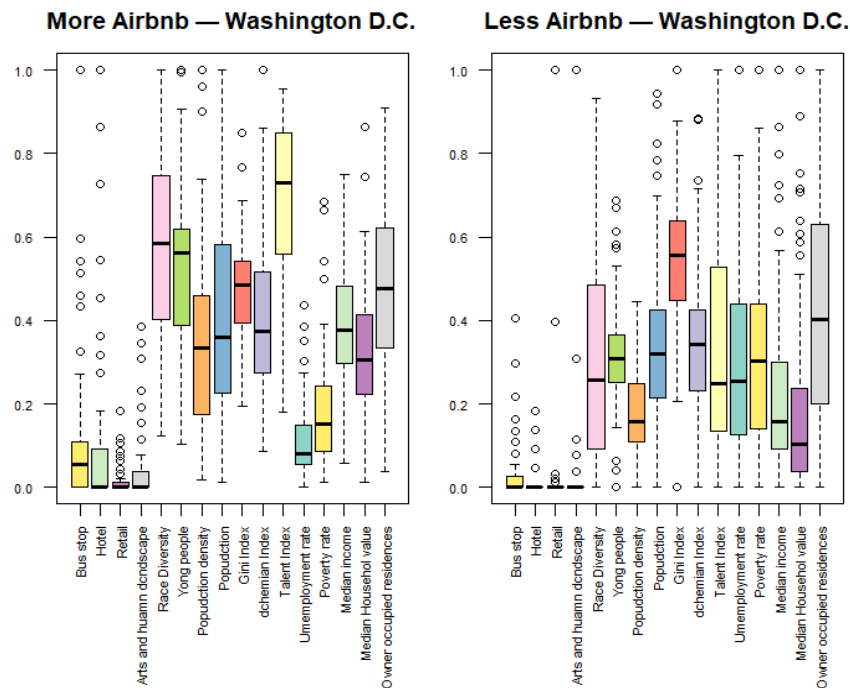 More Airbnb — Washington D.C.
1.0
0.8
0.6
0.4
0.2
0.0
Bus stop
Hotel
Retail
Arts and huamn dcndscape
Race Diversity
Yong people
Popudction density
Popudction
Gini Index
dchemian Index
Talent Index
Umemployment rate
Poverty rate
Median income
Median Househol value
Owner occupied residences
Less Airbnb — Washington D.C.
1.0
0.8
0.6
0.4
0.2
0.0
Bus stop
Hotel
Retail
Arts and huamn dcndscape
Race Diversity
Yong people
Popudction density
Popudction
Gini Index
dchemian Index
Talent Index
Umemployment rate
Poverty rate
Median income
Median Househol value
Owner occupied residences